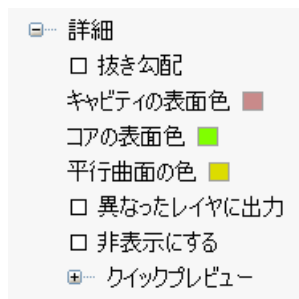 詳細
抜き勾配
キャビティの表面色
コアの表面色
平行曲面の色
異なったレイヤに出力
非表示にする
クイックプレビュー